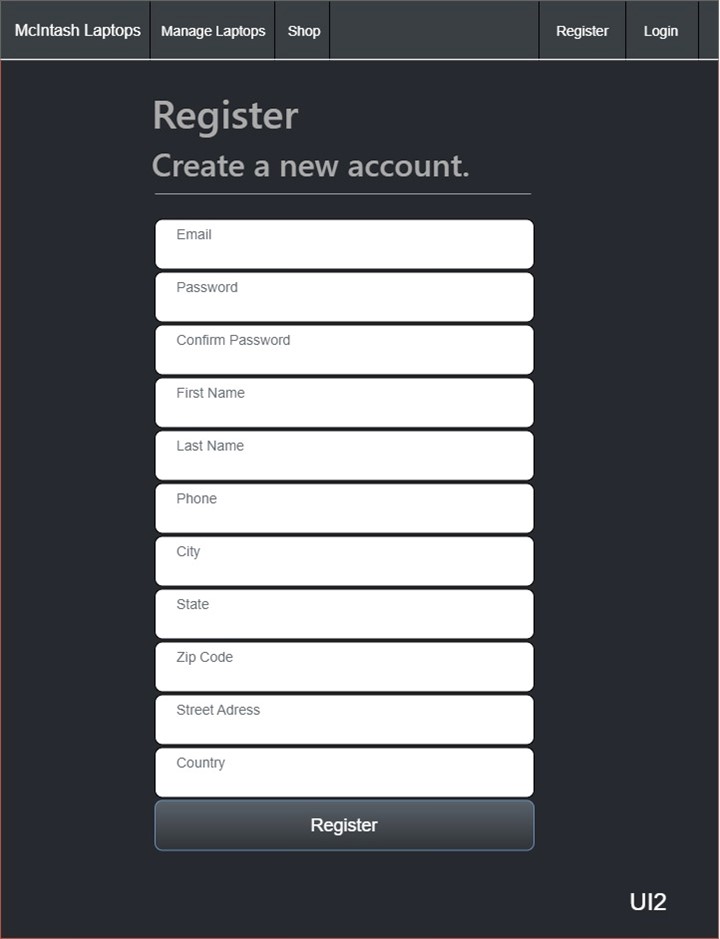 McIntash Laptops Manage Laptops Shop Register Login
Register
Create a new account.
Email
Password
Confirm Password
First Name
Last Name
Phone
City
State
Zip Code
Street Adress
Country
Register
UI2